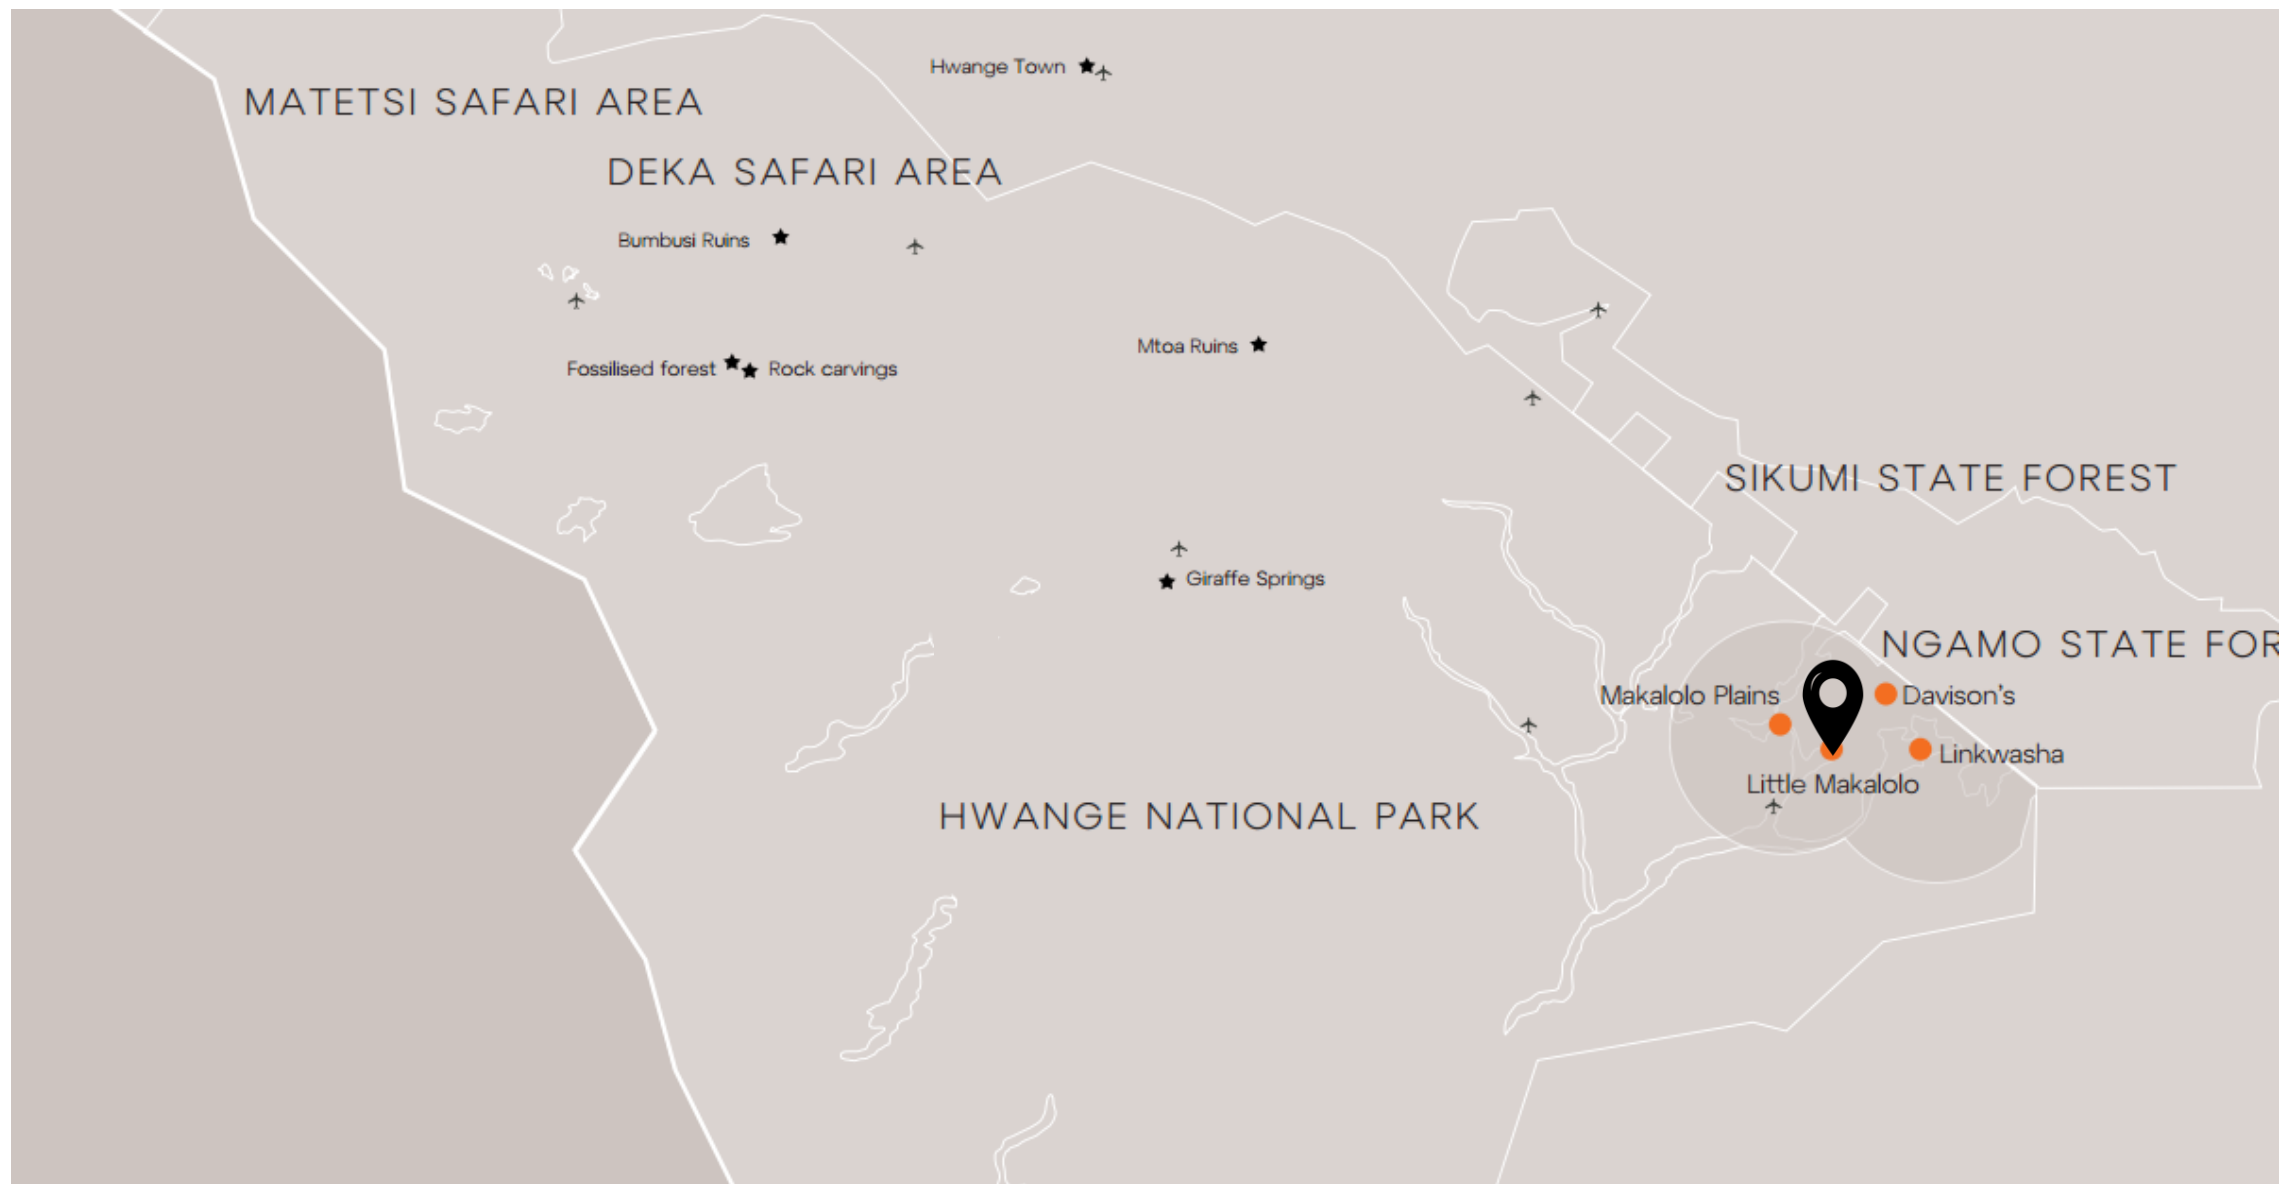 Hwange Town
MATETSI SAFARI AREA
DEKA SAFARI AREA
Bumbusi Ruins
Mtoa Ruins
Fossilised forest
Rock carvings
SIKUMI STATE FOREST
Giraffe Springs
NGAMO STATE FOR
Makalolo Plains
Davison's
Linkwasha
Little Makalolo
HWANGE NATIONAL PARK